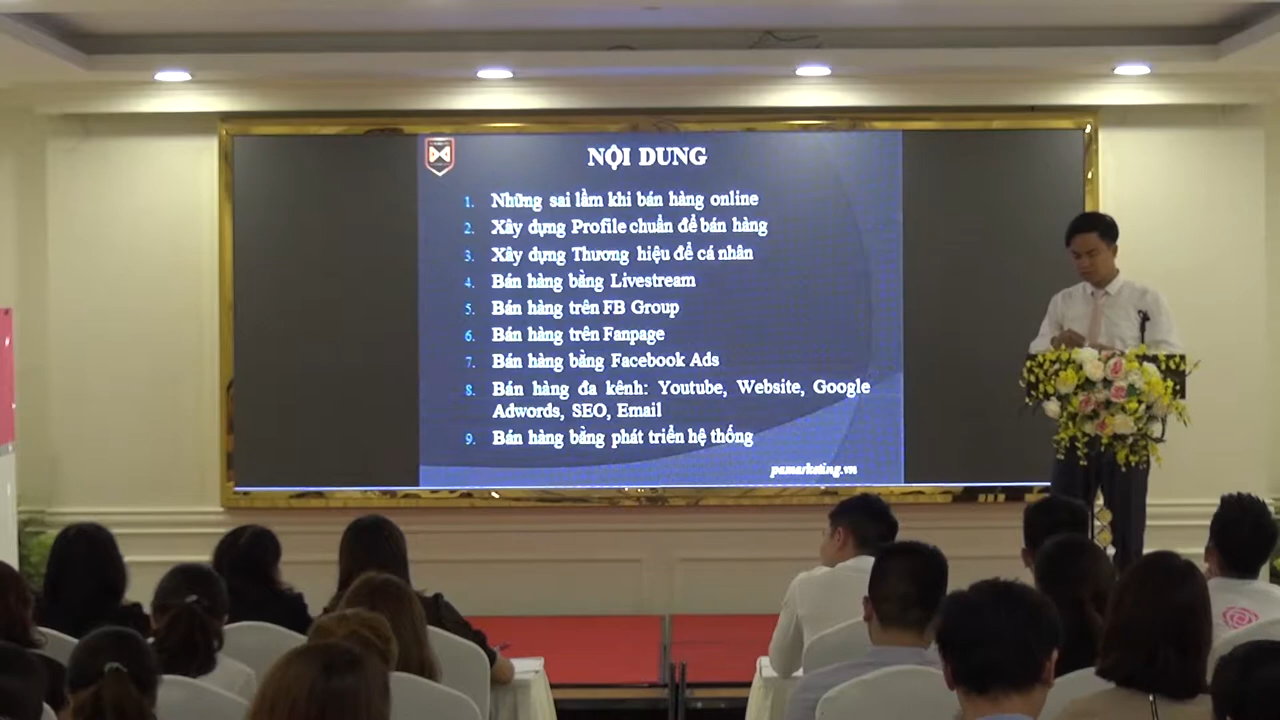 NỘI DUNG
1. Những sai lầm khi bán hàng online
2. Xây dựng Profile chuẩn để bán hàng
3. Xây dựng Thương hiệu để cá nhân
4. Bán hàng bằng Livestream
5. Bán hàng trên FB Group
6. Bán hàng trên Fanpage
7. Bán hàng bằng Facebook Ads
8. Bán hàng đa kênh: Youtube, Website, Google
Adwords, SEO, Email
9. Bán hàng bằng phát triển hệ thống
pamarketing.vn